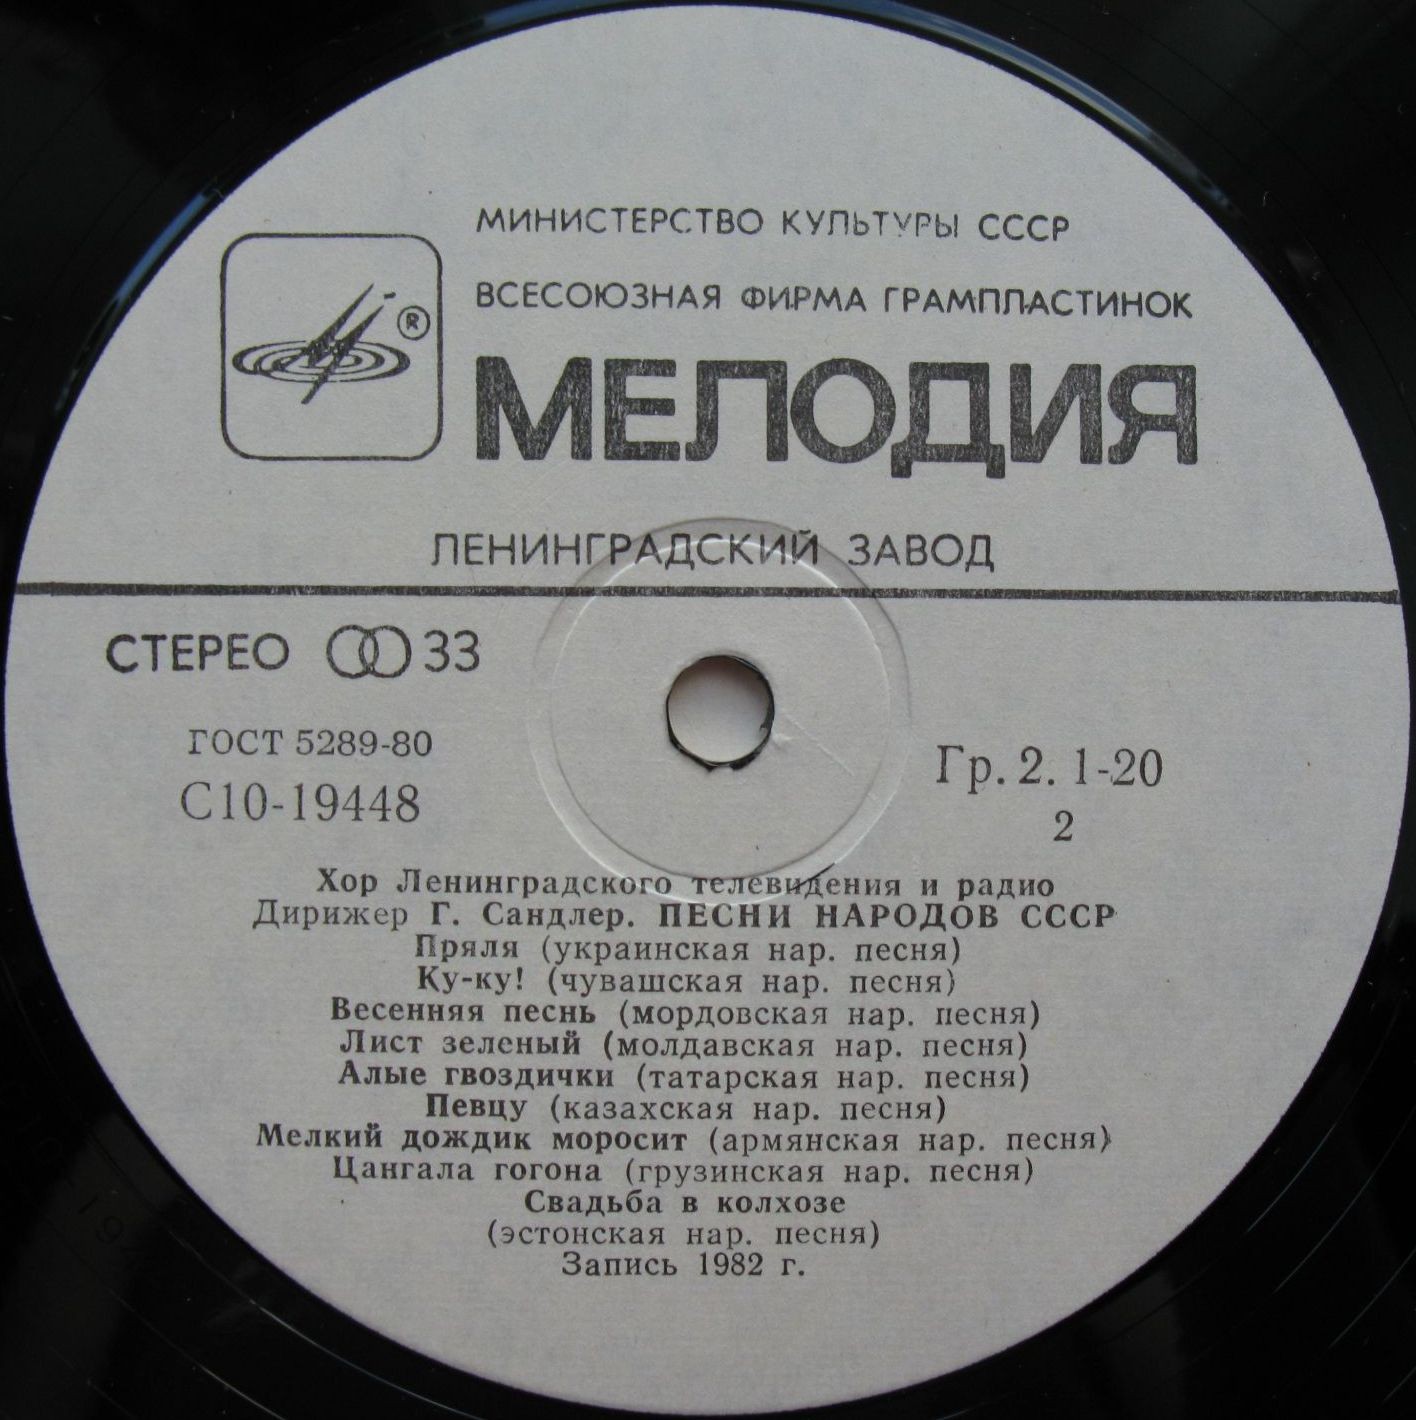 МИНИСТЕРСТВО КУЛЬТУРЫ СССР
ВСЕСОЮЗНАЯ ФИРМА ГРАМПЛАСТИНОК
®
МЕЛОДИЯ
ЛЕНИНГРАДСКИЙ ЗАВОД
СТЕРЕО 33
ГОСТ 5289-80
С10-19448
Гр. 2. 1-20
2
Хор Ленинградского телевидения и радио
Дирижер Г. Сандлер. ПЕСНИ НАРОДОВ СССР
Пряля (украинская нар. песня)
Ку-ку! (чувашская нар. песня)
Весенняя песнь (мордовская нар. песня)
Лист зеленый (молдавская нар. песня)
Алые гвоздички (татарская нар. песня)
Певцу (казахская нар. песня)
Мелкий дождик моросит (армянская нар. песня)
Цангала гогона (грузинская нар. песня)
Свадьба в колхозе
(эстонская нар. песня)
Запись 1982 г.